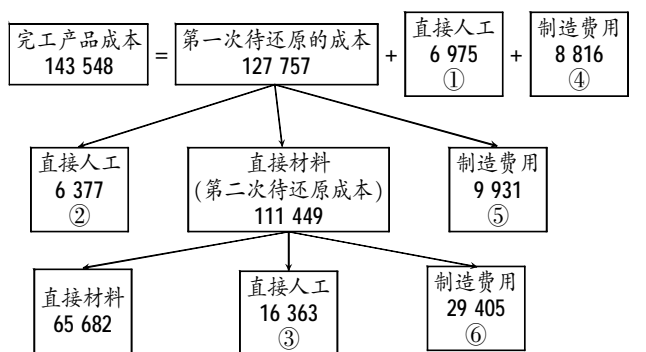 完工产品成本
143 548
=
第一次待还原的成本
127 757
+
直接人工
6 975
①
+
制造费用
8 816
④
直接人工
6 377
②
直接材料
(第二次待还原成本)
111 449
制造费用
9 931
⑤
直接材料
65 682
直接人工
16 363
③
制造费用
29 405
⑥